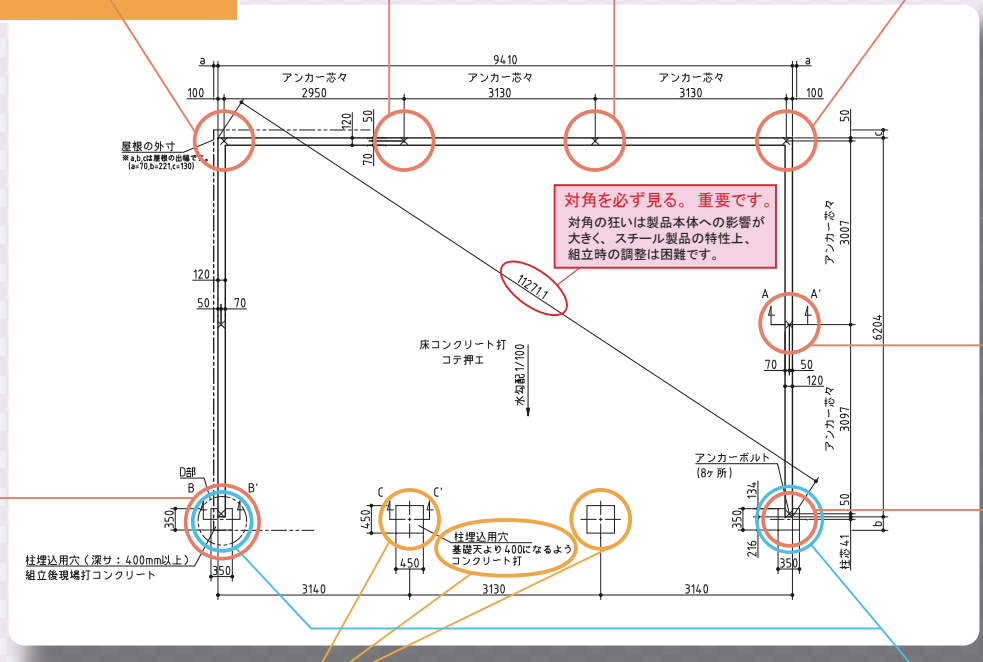 a 9410 a
アンカー芯々 アンカー芯々 アンカー芯々
100 2950 3130 3130 100
50
120
50
70
c
屋根の外寸
※a,b,cは屋根の出幅です。
(a=70,b=221,c=130)
対角を必ず見る。 重要です。
対角の狂いは製品本体への影響が
大きく、スチール製品の特性上、
組立時の調整は困難です。
アンカー芯々
3007
120
50 70
11271.1
A A'
6204
床コンクリート打
コテ押エ
水勾配1/100
70 50
120
アンカー芯々
3097
D部
B B'
C C'
アンカーボルト
(8ヶ所)
350
450
柱埋込用穴
基礎天より400になるよう
コンクリート打
134
350
216
50
b
柱芯41
柱埋込用穴(深サ:400mm以上)
組立後現場打コンクリート
350
450
350
3140 3130 3140